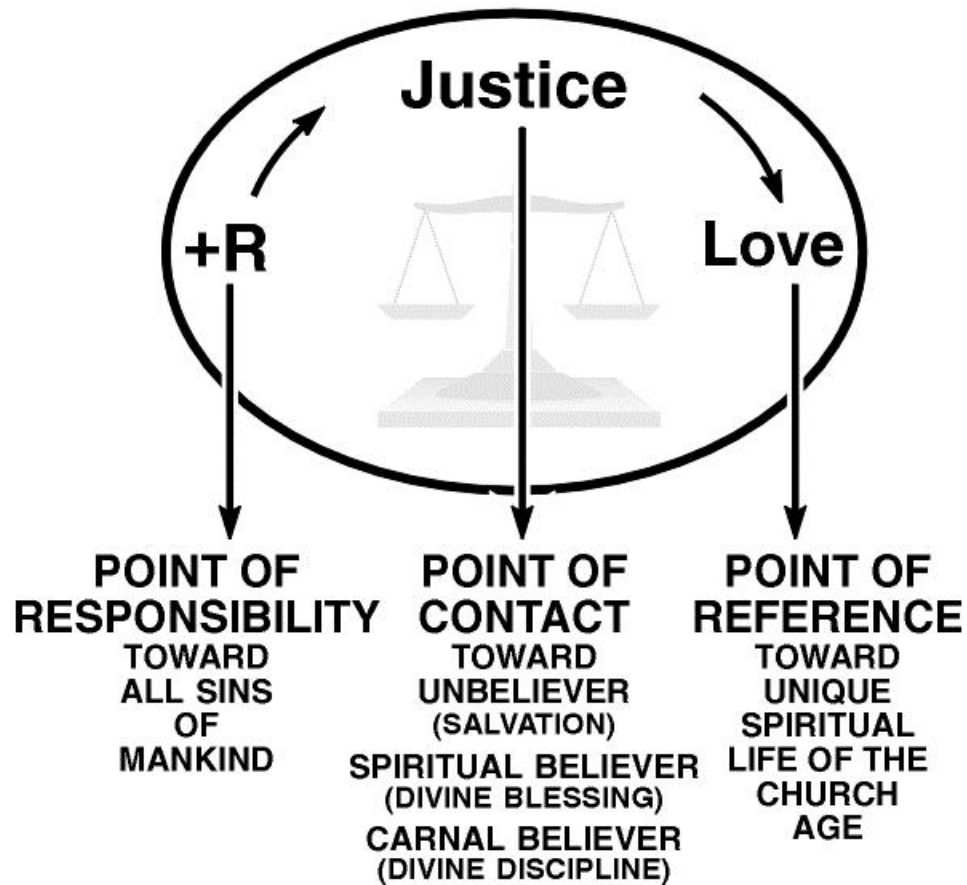 Justice
+R
Love
POINT OF
RESPONSIBILITY
TOWARD
ALL SINS
OF
MANKIND
POINT OF
CONTACT
TOWARD
UNBELIEVER
(SALVATION)
SPIRITUAL BELIEVER
(DIVINE BLESSING)
CARNAL BELIEVER
(DIVINE DISCIPLINE)
POINT OF
REFERENCE
TOWARD
UNIQUE
SPIRITUAL
LIFE OF THE
CHURCH
AGE